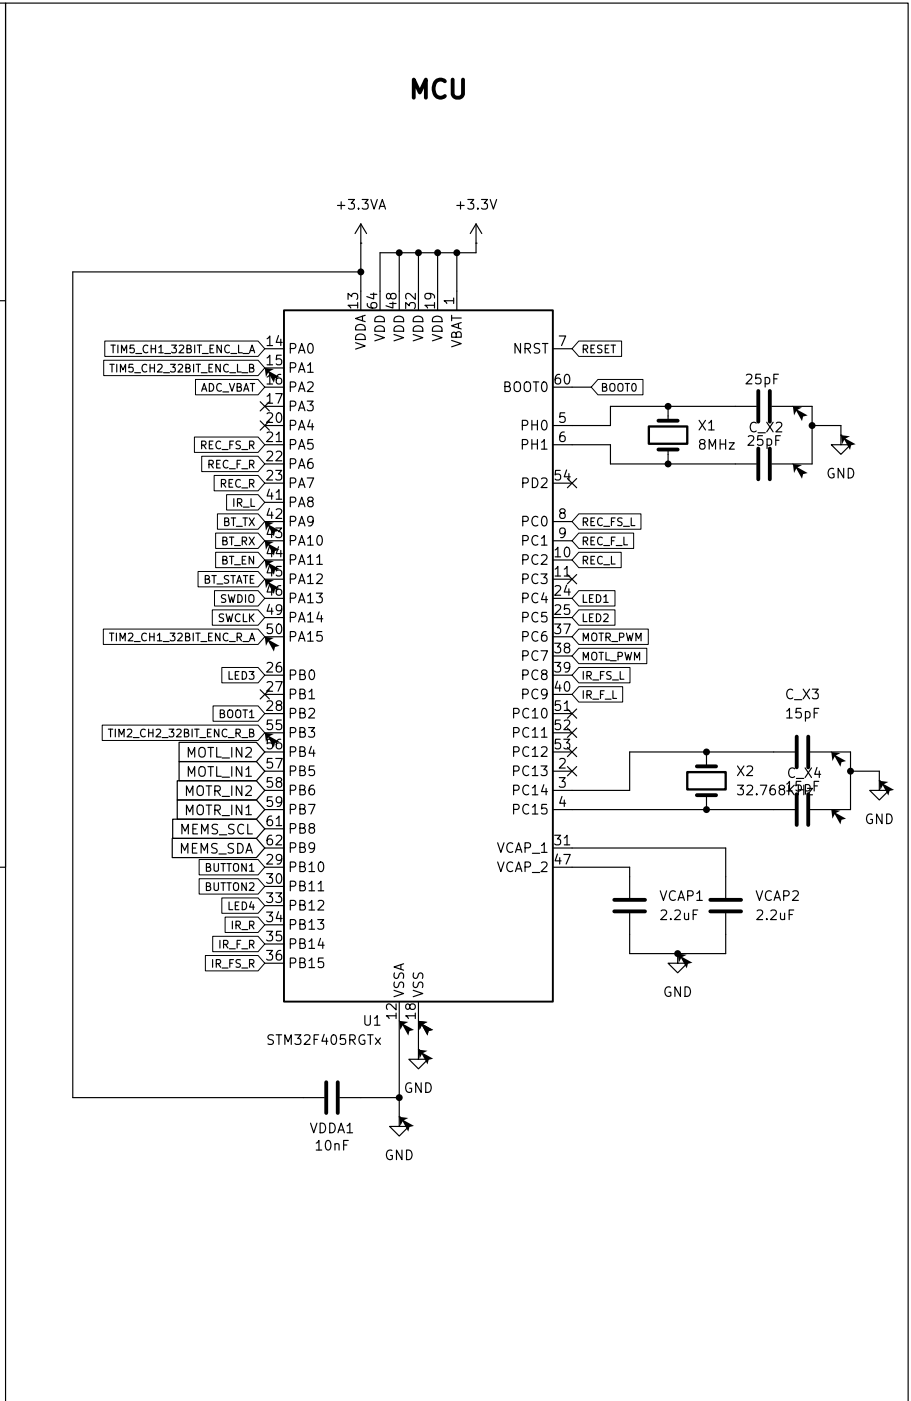 MCU
+3.3VA
+3.3V
13
64
48
32
19
1
VDDA
VDD
VDD
VDD
VDD
VBAT
TIM5_CH1_32BIT_ENC_L_A 14 PA0
TIM5_CH2_32BIT_ENC_L_B 15 PA1
ADC_VBAT 16 PA2
17 PA3
20 PA4
REC_FS_R 21 PA5
REC_F_R 22 PA6
REC_R 23 PA7
IR_L 41 PA8
BT_TX 42 PA9
BT_RX 43 PA10
BT_EN 44 PA11
BT_STATE 45 PA12
SWDIO 46 PA13
SWCLK 49 PA14
TIM2_CH1_32BIT_ENC_R_A 50 PA15
LED3 26 PB0
27 PB1
BOOT1 28 PB2
TIM2_CH2_32BIT_ENC_R_B 55 PB3
MOTL_IN2 56 PB4
MOTL_IN1 57 PB5
MOTR_IN2 58 PB6
MOTR_IN1 59 PB7
MEMS_SCL 61 PB8
MEMS_SDA 62 PB9
BUTTON1 29 PB10
BUTTON2 30 PB11
LED4 33 PB12
IR_R 34 PB13
IR_F_R 35 PB14
IR_FS_R 36 PB15
NRST 7 RESET
BOOT0 60 BOOT0
PH0 5
PH1 6
PD2 54
PC0 8 REC_FS_L
PC1 9 REC_F_L
PC2 10 REC_L
PC3 11
PC4 24 LED1
PC5 25 LED2
PC6 37 MOTR_PWM
PC7 38 MOTL_PWM
PC8 39 IR_FS_L
PC9 40 IR_F_L
PC10 51
PC11 52
PC12 53
PC13 2
PC14 3
PC15 4
VCAP_1 31
VCAP_2 47
25pF
X1
8MHz
C_X2
25pF
GND
C_X3
15pF
X2
32.768
C_X4
15pF
GND
VCAP1
2.2uF
VCAP2
2.2uF
GND
VSSA
VSS
12
18
U1
STM32F405RGTx
GND
VDDA1
10nF
GND